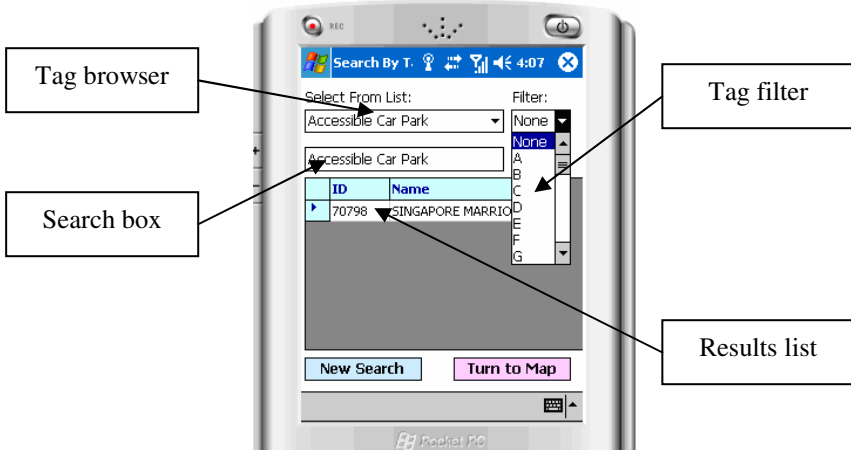 REC
Search By T. 4:07
Select From List: Filter:
Accessible Car Park None
Accessible Car Park
None
A
B
C
D
E
F
G
ID Name
70798 SINGAPORE MARRIO
New Search Turn to Map
Pocket PC
Tag browser
Search box
Tag filter
Results list